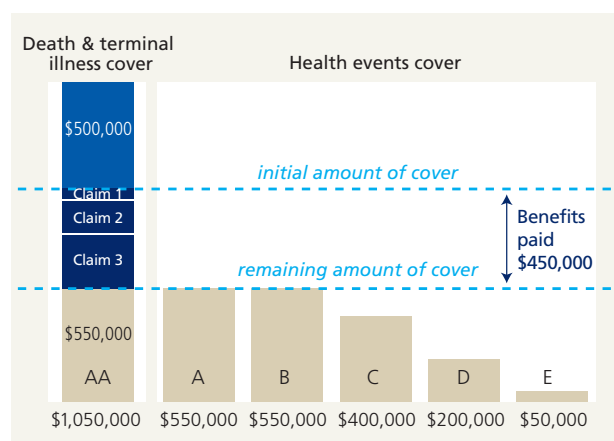 Death & terminal
illness cover
Health events cover
$500,000
initial amount of cover
Claim 1
Claim 2
Benefits
paid
$450,000
Claim 3
remaining amount of cover
$550,000
AA
A
B
C
D
E
$1,050,000
$550,000
$550,000
$400,000
$200,000
$50,000